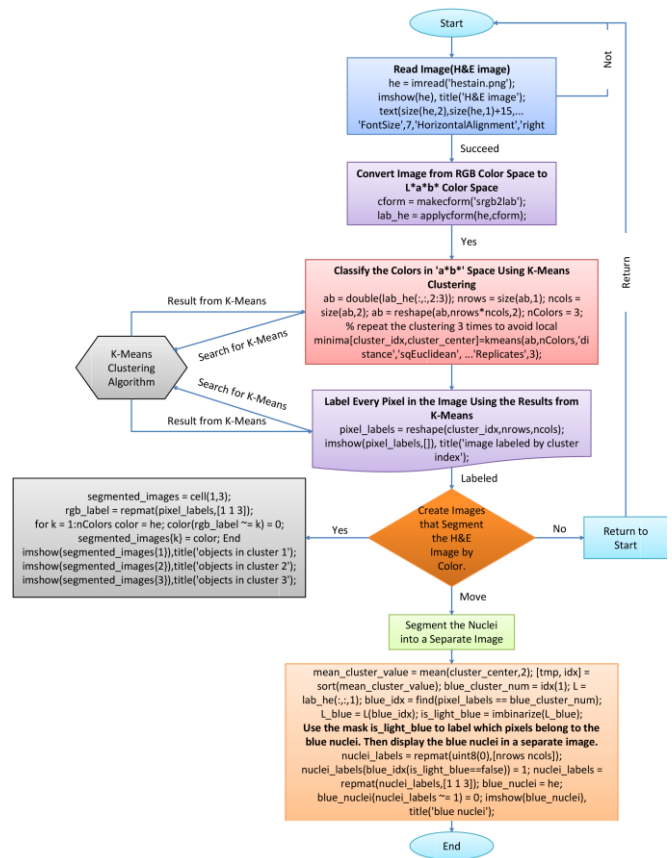 Start
Not
Read Image(H&E image)
he = imread('hestain.png');
imshow(he), title('H&E image');
text(size(he,2),size(he,1)+15,...
'FontSize',7,'HorizontalAlignment','right
Succeed
Convert Image from RGB Color Space to
L*a*b* Color Space
cform = makecform('srgb2lab');
lab_he = applycform(he,cform);
Yes
Return
Classify the Colors in 'a*b*' Space Using K-Means
Clustering
ab = double(lab_he(:,:,2:3)); nrows = size(ab,1); ncols =
size(ab,2); ab = reshape(ab,nrows*ncols,2); nColors = 3;
% repeat the clustering 3 times to avoid local
minima[cluster_idx,cluster_center]=kmeans(ab,nColors,'di
stance','sqEuclidean', ...'Replicates',3);
Result from K-Means
Search for K-Means
K-Means
Clustering
Algorithm
Search for K-Means
Result from K-Means
Label Every Pixel in the Image Using the Results from
K-Means
pixel_labels = reshape(cluster_idx,nrows,ncols);
imshow(pixel_labels,[]), title('image labeled by cluster
index');
Labeled
segmented_images = cell(1,3);
rgb_label = repmat(pixel_labels,[1 1 3]);
for k = 1:nColors color = he; color(rgb_label ~= k) = 0;
segmented_images{k} = color; End
imshow(segmented_images{1}),title('objects in cluster 1');
imshow(segmented_images{2}),title('objects in cluster 2');
imshow(segmented_images{3}),title('objects in cluster 3');
Yes
Create Images
that Segment
the H&E
Image by
Color.
No
Return to
Start
Move
Segment the Nuclei
into a Separate Image
mean_cluster_value = mean(cluster_center,2); [tmp, idx] =
sort(mean_cluster_value); blue_cluster_num = idx(1); L =
lab_he(:,:,1); blue_idx = find(pixel_labels == blue_cluster_num);
L_blue = L(blue_idx); is_light_blue = imbinarize(L_blue);
Use the mask is_light_blue to label which pixels belong to the
blue nuclei. Then display the blue nuclei in a separate image.
nuclei_labels = repmat(uint8(0),[nrows ncols]);
nuclei_labels(blue_idx(is_light_blue==false)) = 1; nuclei_labels =
repmat(nuclei_labels,[1 1 3]); blue_nuclei = he;
blue_nuclei(nuclei_labels ~= 1) = 0; imshow(blue_nuclei),
title('blue nuclei');
End